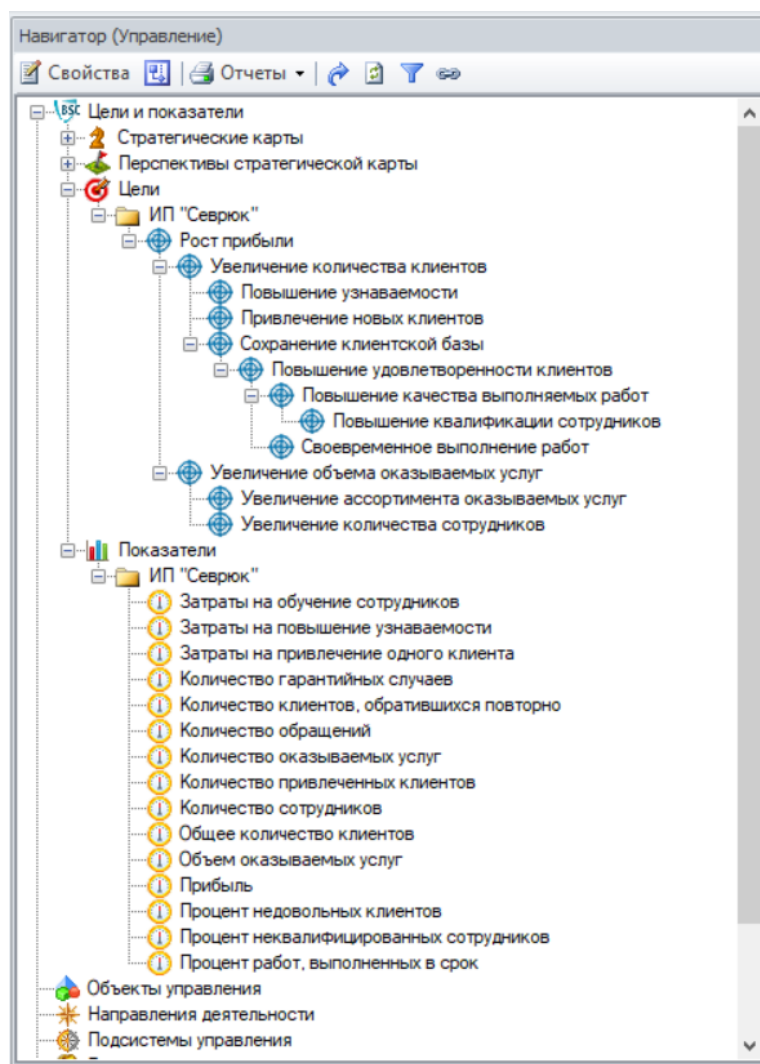 Навигатор (Управление)
Свойства Отчеты
BSC Цели и показатели
Стратегические карты
Перспективы стратегической карты
Цели
ИП "Севрюк"
Рост прибыли
Увеличение количества клиентов
Повышение узнаваемости
Привлечение новых клиентов
Сохранение клиентской базы
Повышение удовлетворенности клиентов
Повышение качества выполняемых работ
Повышение квалификации сотрудников
Своевременное выполнение работ
Увеличение объема оказываемых услуг
Увеличение ассортимента оказываемых услуг
Увеличение количества сотрудников
Показатели
ИП "Севрюк"
Затраты на обучение сотрудников
Затраты на повышение узнаваемости
Затраты на привлечение одного клиента
Количество гарантийных случаев
Количество клиентов, обратившихся повторно
Количество обращений
Количество оказываемых услуг
Количество привлеченных клиентов
Количество сотрудников
Общее количество клиентов
Объем оказываемых услуг
Прибыль
Процент недовольных клиентов
Процент неквалифицированных сотрудников
Процент работ, выполненных в срок
Объекты управления
Направления деятельности
Подсистемы управления